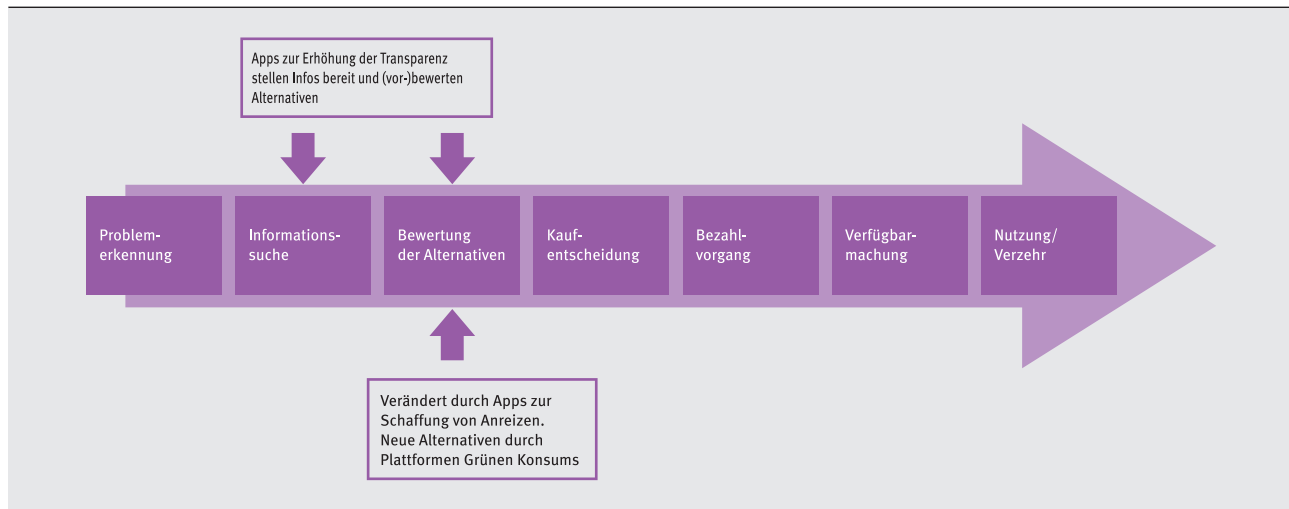 Apps zur Erhöhung der Transparenz
stellen Infos bereit und (vor-)bewerten
Alternativen
Problem-
erkennung
Informations-
suche
Bewertung
der Alternativen
Kauf-
entscheidung
Bezahl-
vorgang
Verfügbar-
machung
Nutzung/
Verzehr
Verändert durch Apps zur
Schaffung von Anreizen.
Neue Alternativen durch
Plattformen Grünen Konsums